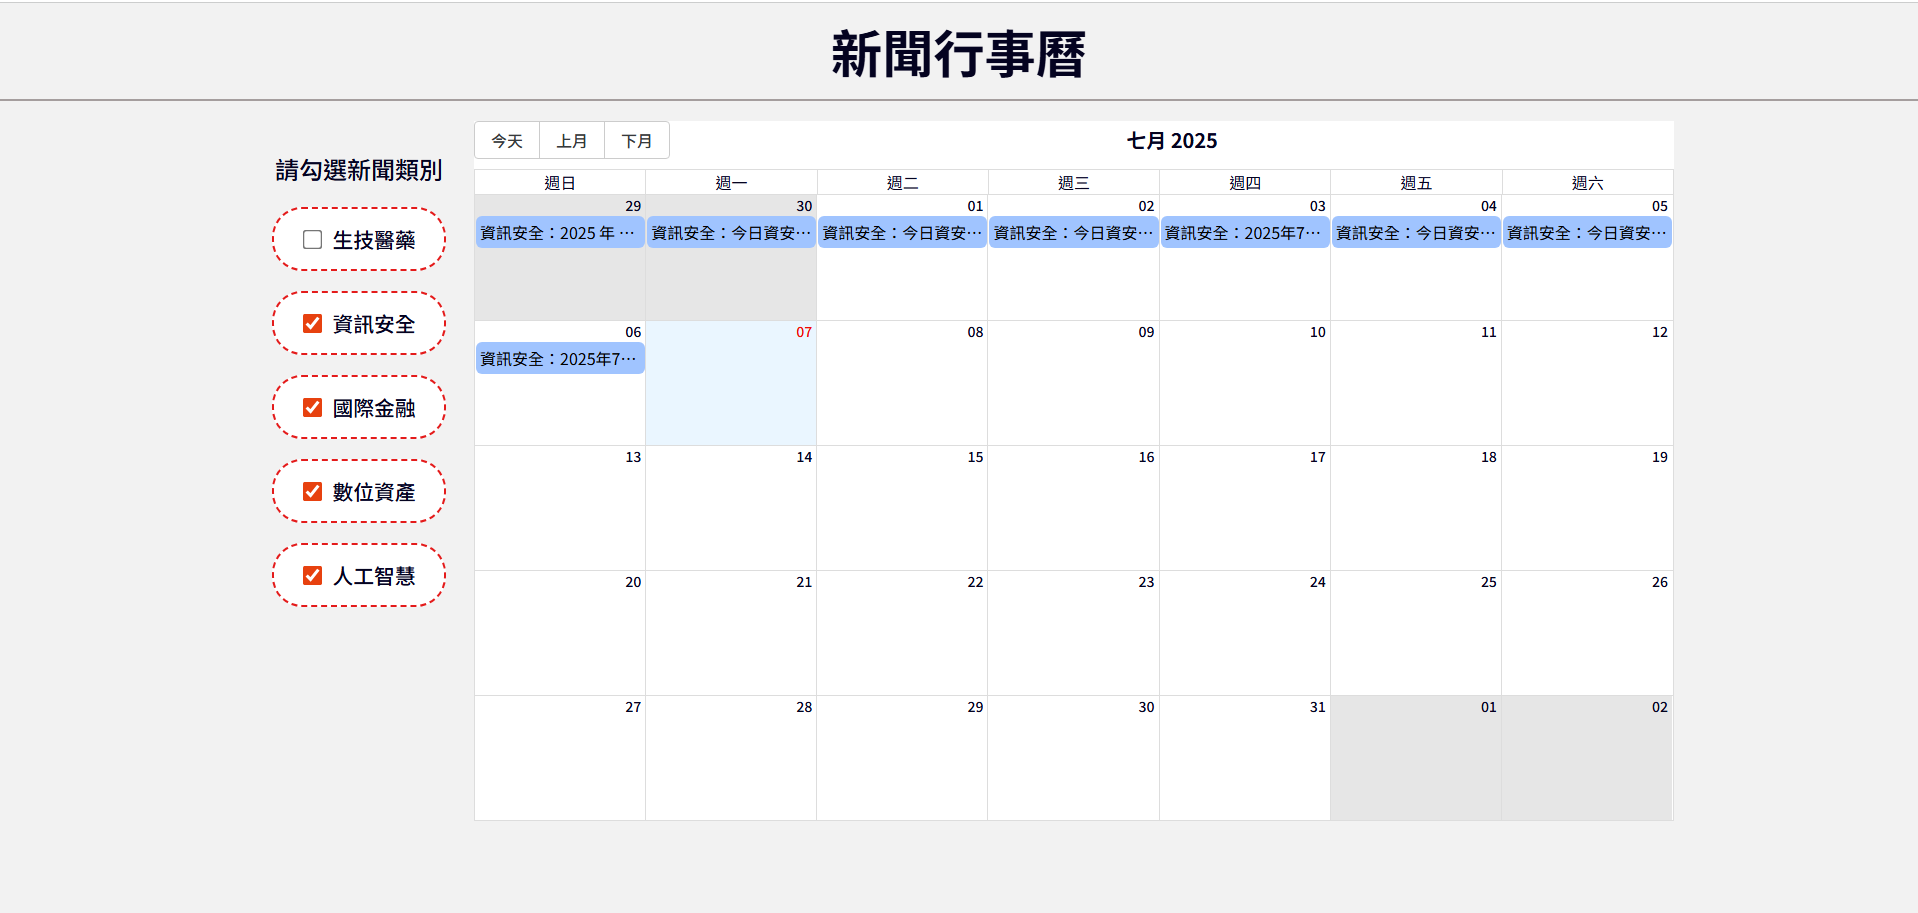 新聞行事曆
請勾選新聞類別
生技醫藥
資訊安全
國際金融
數位資產
人工智慧
今天 上月 下月
七月 2025
週日 週一 週二 週三 週四 週五 週六
29 30 01 02 03 04 05
資訊安全：2025 年 … 資訊安全：今日資安… 資訊安全：今日資安… 資訊安全：今日資安… 資訊安全：2025年7… 資訊安全：今日資安… 資訊安全：今日資安…
06 07 08 09 10 11 12
資訊安全：2025年7…
13 14 15 16 17 18 19
20 21 22 23 24 25 26
27 28 29 30 31 01 02